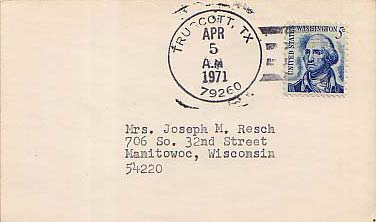 TRUSCOTT, TX
APR
5
A.M
1971
79260
UNITED STATES
WASHINGTON
5c
Mrs. Joseph M. Resch
706 So. 32nd Street
Manitowoc, Wisconsin
54220